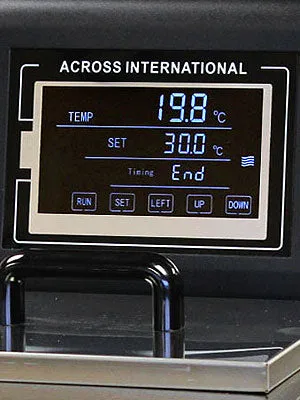 ACROSS INTERNATIONAL
TEMP 19.8 °C
SET 30.0 °C
Timing End
RUN SET LEFT UP DOWN